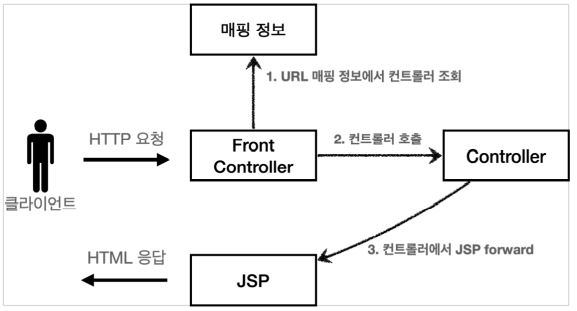 매핑 정보
1. URL 매핑 정보에서 컨트롤러 조회
HTTP 요청
Front
Controller
2. 컨트롤러 호출
Controller
클라이언트
3. 컨트롤러에서 JSP forward
HTML 응답
JSP